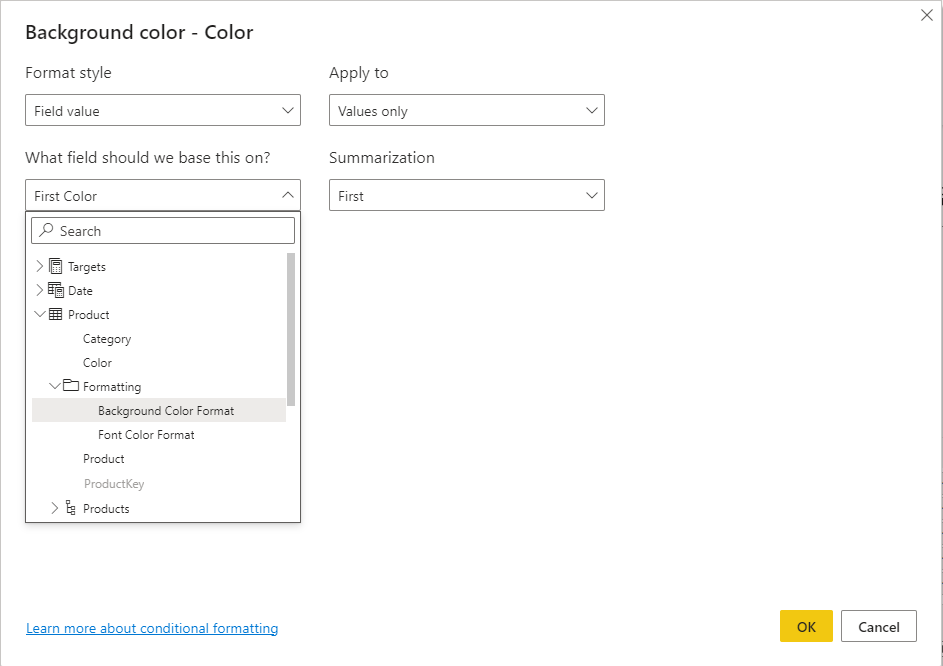 Background color - Color
Format style
Apply to
Field value
Values only
What field should we base this on?
Summarization
First Color
First
Search
Targets
Date
Product
Category
Color
Formatting
Background Color Format
Font Color Format
Product
ProductKey
Products
Learn more about conditional formatting
OK
Cancel